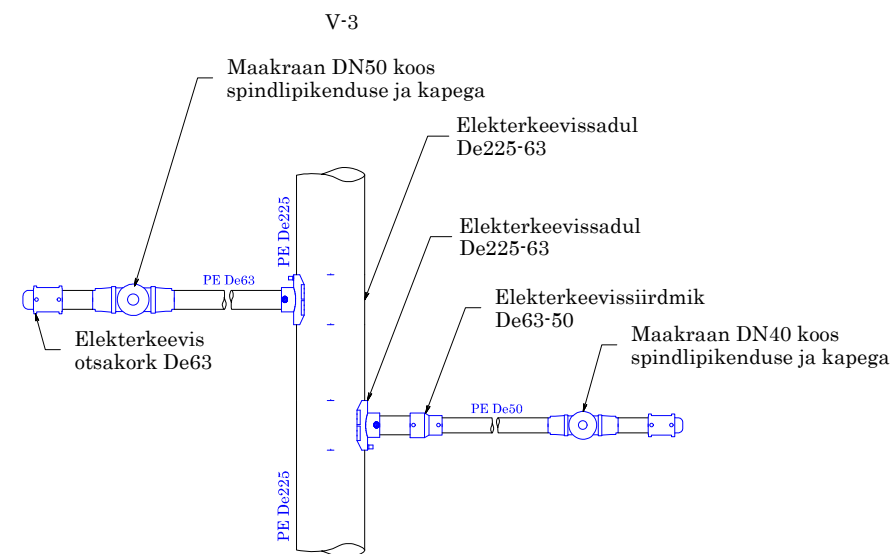 V-3
Maakraan DN50 koos
spindlipikenduse ja kapega
Elekterkeevissadul
De225-63
PE De225
Elekterkeevissadul
De225-63
PE De63
Elekterkeevissiirdmik
De63-50
Elekterkeevis
otsakork De63
Maakraan DN40 koos
spindlipikenduse ja kapega
PE De50
PE De225